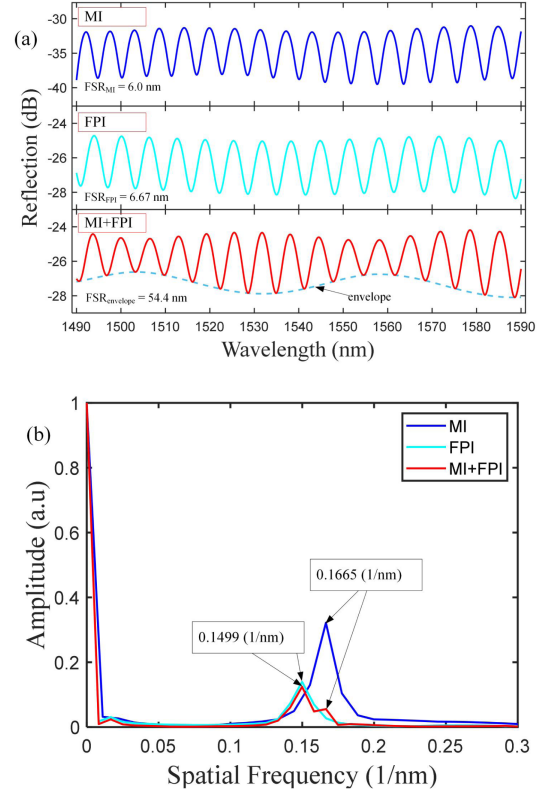 (a)
MI
-30
-35
-40
FSRMI = 6.0 nm
Reflection (dB)
FPI
-24
-26
-28
FSRFPI = 6.67 nm
MI+FPI
-24
-26
-28
FSRenvelope = 54.4 nm
envelope
1490 1500 1510 1520 1530 1540 1550 1560 1570 1580 1590
Wavelength (nm)
(b)
1
0.8
0.6
0.4
0.2
0
Amplitude (a.u)
MI
FPI
MI+FPI
0.1665 (1/nm)
0.1499 (1/nm)
0 0.05 0.1 0.15 0.2 0.25 0.3
Spatial Frequency (1/nm)